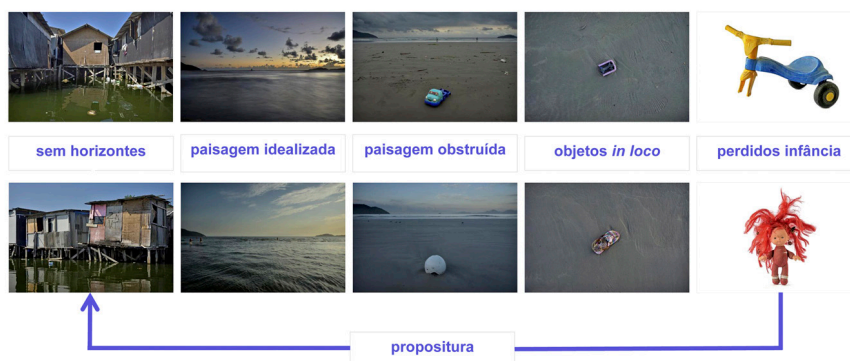 sem horizontes
paisagem idealizada
paisagem obstruída
objetos in loco
perdidos infância
propositura